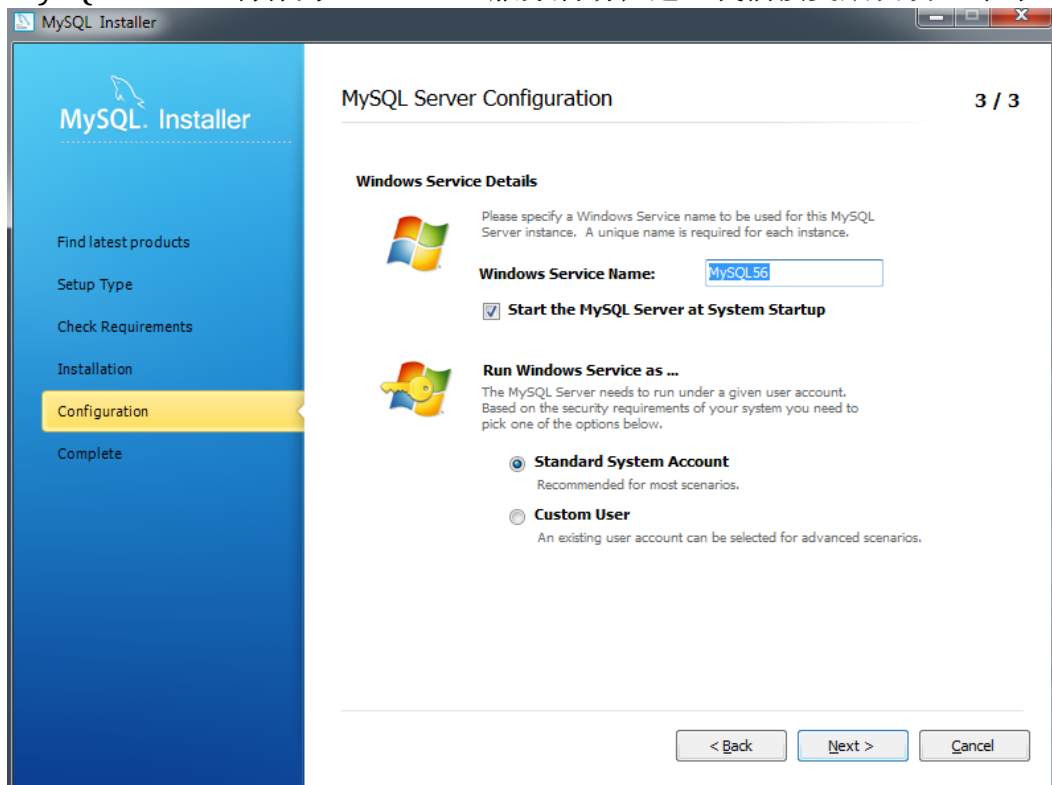 MySQL Installer
MySQL. Installer
MySQL Server Configuration
3 / 3
Find latest products
Setup Type
Check Requirements
Installation
Configuration
Complete
Windows Service Details
Please specify a Windows Service name to be used for this MySQL
Server instance. A unique name is required for each instance.
Windows Service Name:
MySQL56
Start the MySQL Server at System Startup
Run Windows Service as ...
The MySQL Server needs to run under a given user account.
Based on the security requirements of your system you need to
pick one of the options below.
Standard System Account
Recommended for most scenarios.
Custom User
An existing user account can be selected for advanced scenarios.
< Back
Next >
Cancel